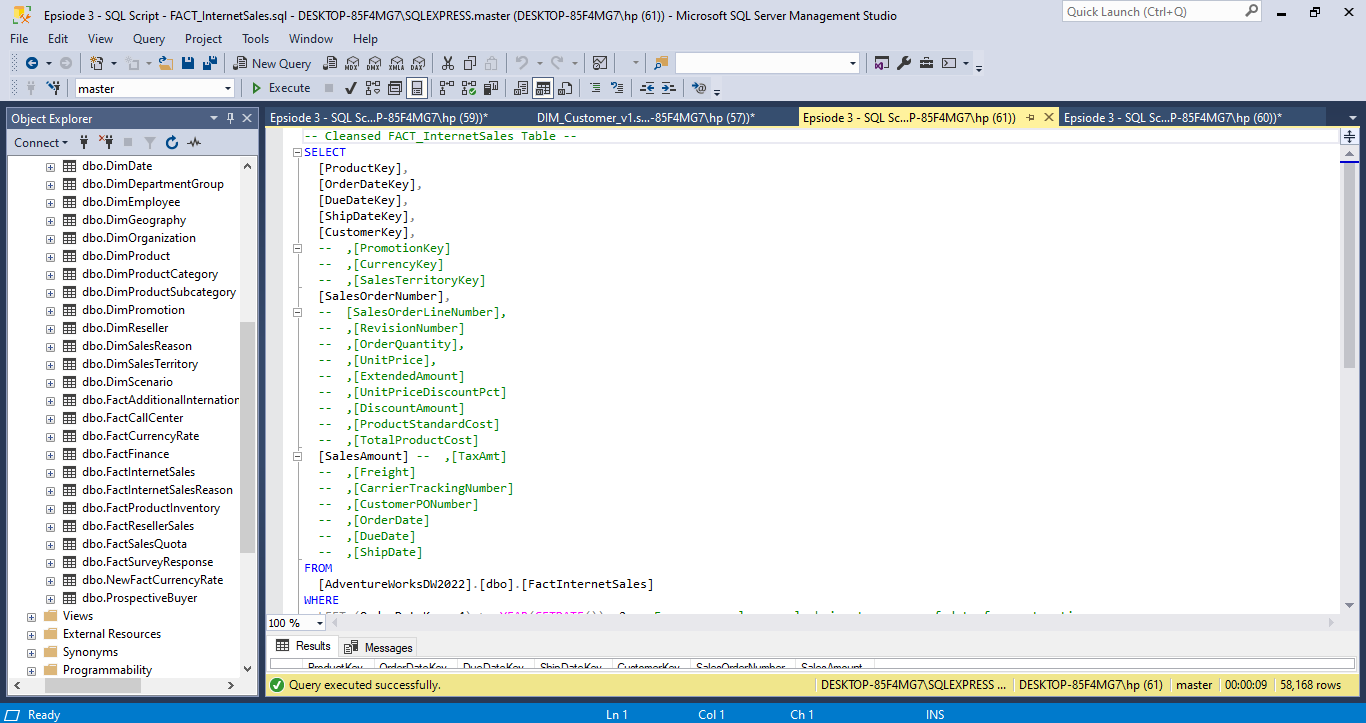 Epsiode 3 - SQL Script - FACT_InternetSales.sql - DESKTOP-85F4MG7\SQLEXPRESS.master (DESKTOP-85F4MG7\hp (61)) - Microsoft SQL Server Management Studio
Quick Launch (Ctrl+Q)
File Edit View Query Project Tools Window Help
New Query MDX DMX XMLA DAX
master Execute
Object Explorer
Epsiode 3 - SQL Sc...P-85F4MG7\hp (59))* DIM_Customer_v1.s...-85F4MG7\hp (57))* Epsiode 3 - SQL Sc...P-85F4MG7\hp (61)) Epsiode 3 - SQL Sc...P-85F4MG7\hp (60))*
Connect
dbo.DimDate
dbo.DimDepartmentGroup
dbo.DimEmployee
dbo.DimGeography
dbo.DimOrganization
dbo.DimProduct
dbo.DimProductCategory
dbo.DimProductSubcategory
dbo.DimPromotion
dbo.DimReseller
dbo.DimSalesReason
dbo.DimSalesTerritory
dbo.DimScenario
dbo.FactAdditionalInternation
dbo.FactCallCenter
dbo.FactCurrencyRate
dbo.FactFinance
dbo.FactInternetSales
dbo.FactInternetSalesReason
dbo.FactProductInventory
dbo.FactResellerSales
dbo.FactSalesQuota
dbo.FactSurveyResponse
dbo.NewFactCurrencyRate
dbo.ProspectiveBuyer
Views
External Resources
Synonyms
Programmability
-- Cleansed FACT_InternetSales Table --
SELECT
[ProductKey],
[OrderDateKey],
[DueDateKey],
[ShipDateKey],
[CustomerKey],
-- ,[PromotionKey]
-- ,[CurrencyKey]
-- ,[SalesTerritoryKey]
[SalesOrderNumber],
-- [SalesOrderLineNumber],
-- ,[RevisionNumber]
-- ,[OrderQuantity],
-- ,[UnitPrice],
-- ,[ExtendedAmount]
-- ,[UnitPriceDiscountPct]
-- ,[DiscountAmount]
-- ,[ProductStandardCost]
-- ,[TotalProductCost]
[SalesAmount] -- ,[TaxAmt]
-- ,[Freight]
-- ,[CarrierTrackingNumber]
-- ,[CustomerPONumber]
-- ,[OrderDate]
-- ,[DueDate]
-- ,[ShipDate]
FROM
[AdventureWorksDW2022].[dbo].[FactInternetSales]
WHERE
100 %
Results Messages
ProductKey OrderDateKey DueDateKey ShipDateKey CustomerKey SalesOrderNumber SalesAmount
Query executed successfully. DESKTOP-85F4MG7\SQLEXPRESS ... DESKTOP-85F4MG7\hp (61) master 00:00:09 58,168 rows
Ready Ln 1 Col 1 Ch 1 INS